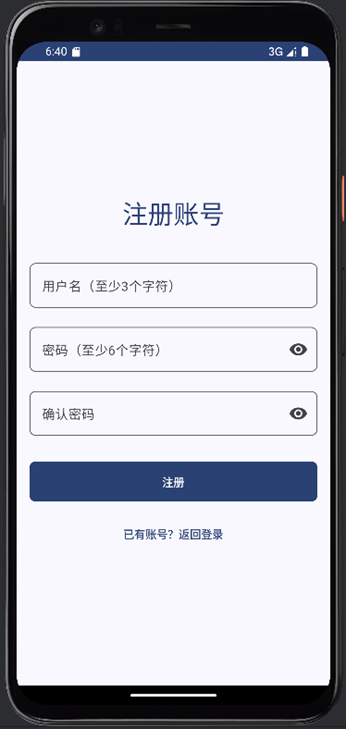 6:40 3G
注册账号
用户名（至少3个字符）
密码（至少6个字符）
确认密码
注册
已有账号？返回登录